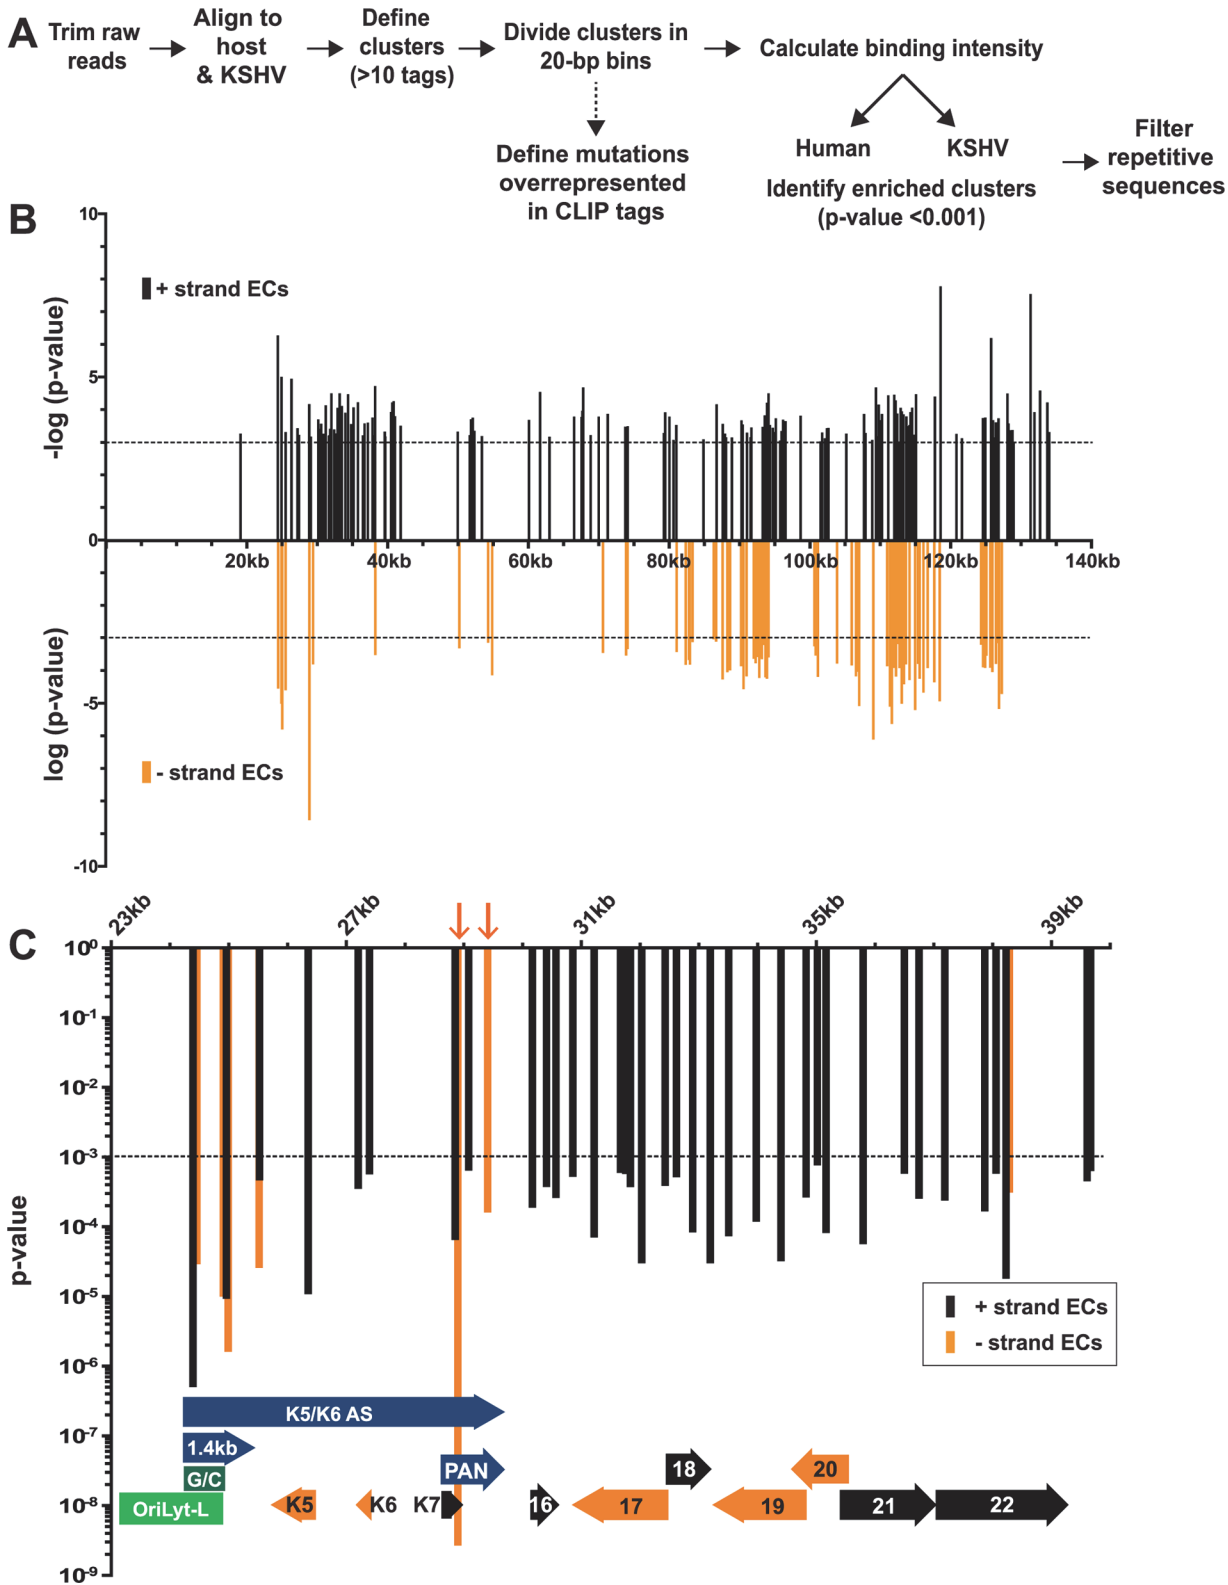 A
Trim raw
reads
Align to
host
& KSHV
Define
clusters
(>10 tags)
Divide clusters in
20-bp bins
Calculate binding intensity
Define mutations
overrepresented
in CLIP tags
Human
KSHV
Identify enriched clusters
(p-value <0.001)
Filter
repetitive
sequences
B
10
5
0
-5
-10
-log (p-value)
log (p-value)
+ strand ECs
- strand ECs
20kb
40kb
60kb
80kb
100kb
120kb
140kb
C
23kb
27kb
31kb
35kb
39kb
p-value
10⁰
10⁻¹
10⁻²
10⁻³
10⁻⁴
10⁻⁵
10⁻⁶
10⁻⁷
10⁻⁸
10⁻⁹
+ strand ECs
- strand ECs
K5/K6 AS
1.4kb
G/C
OriLyt-L
K5
K6
K7
PAN
16
17
18
19
20
21
22